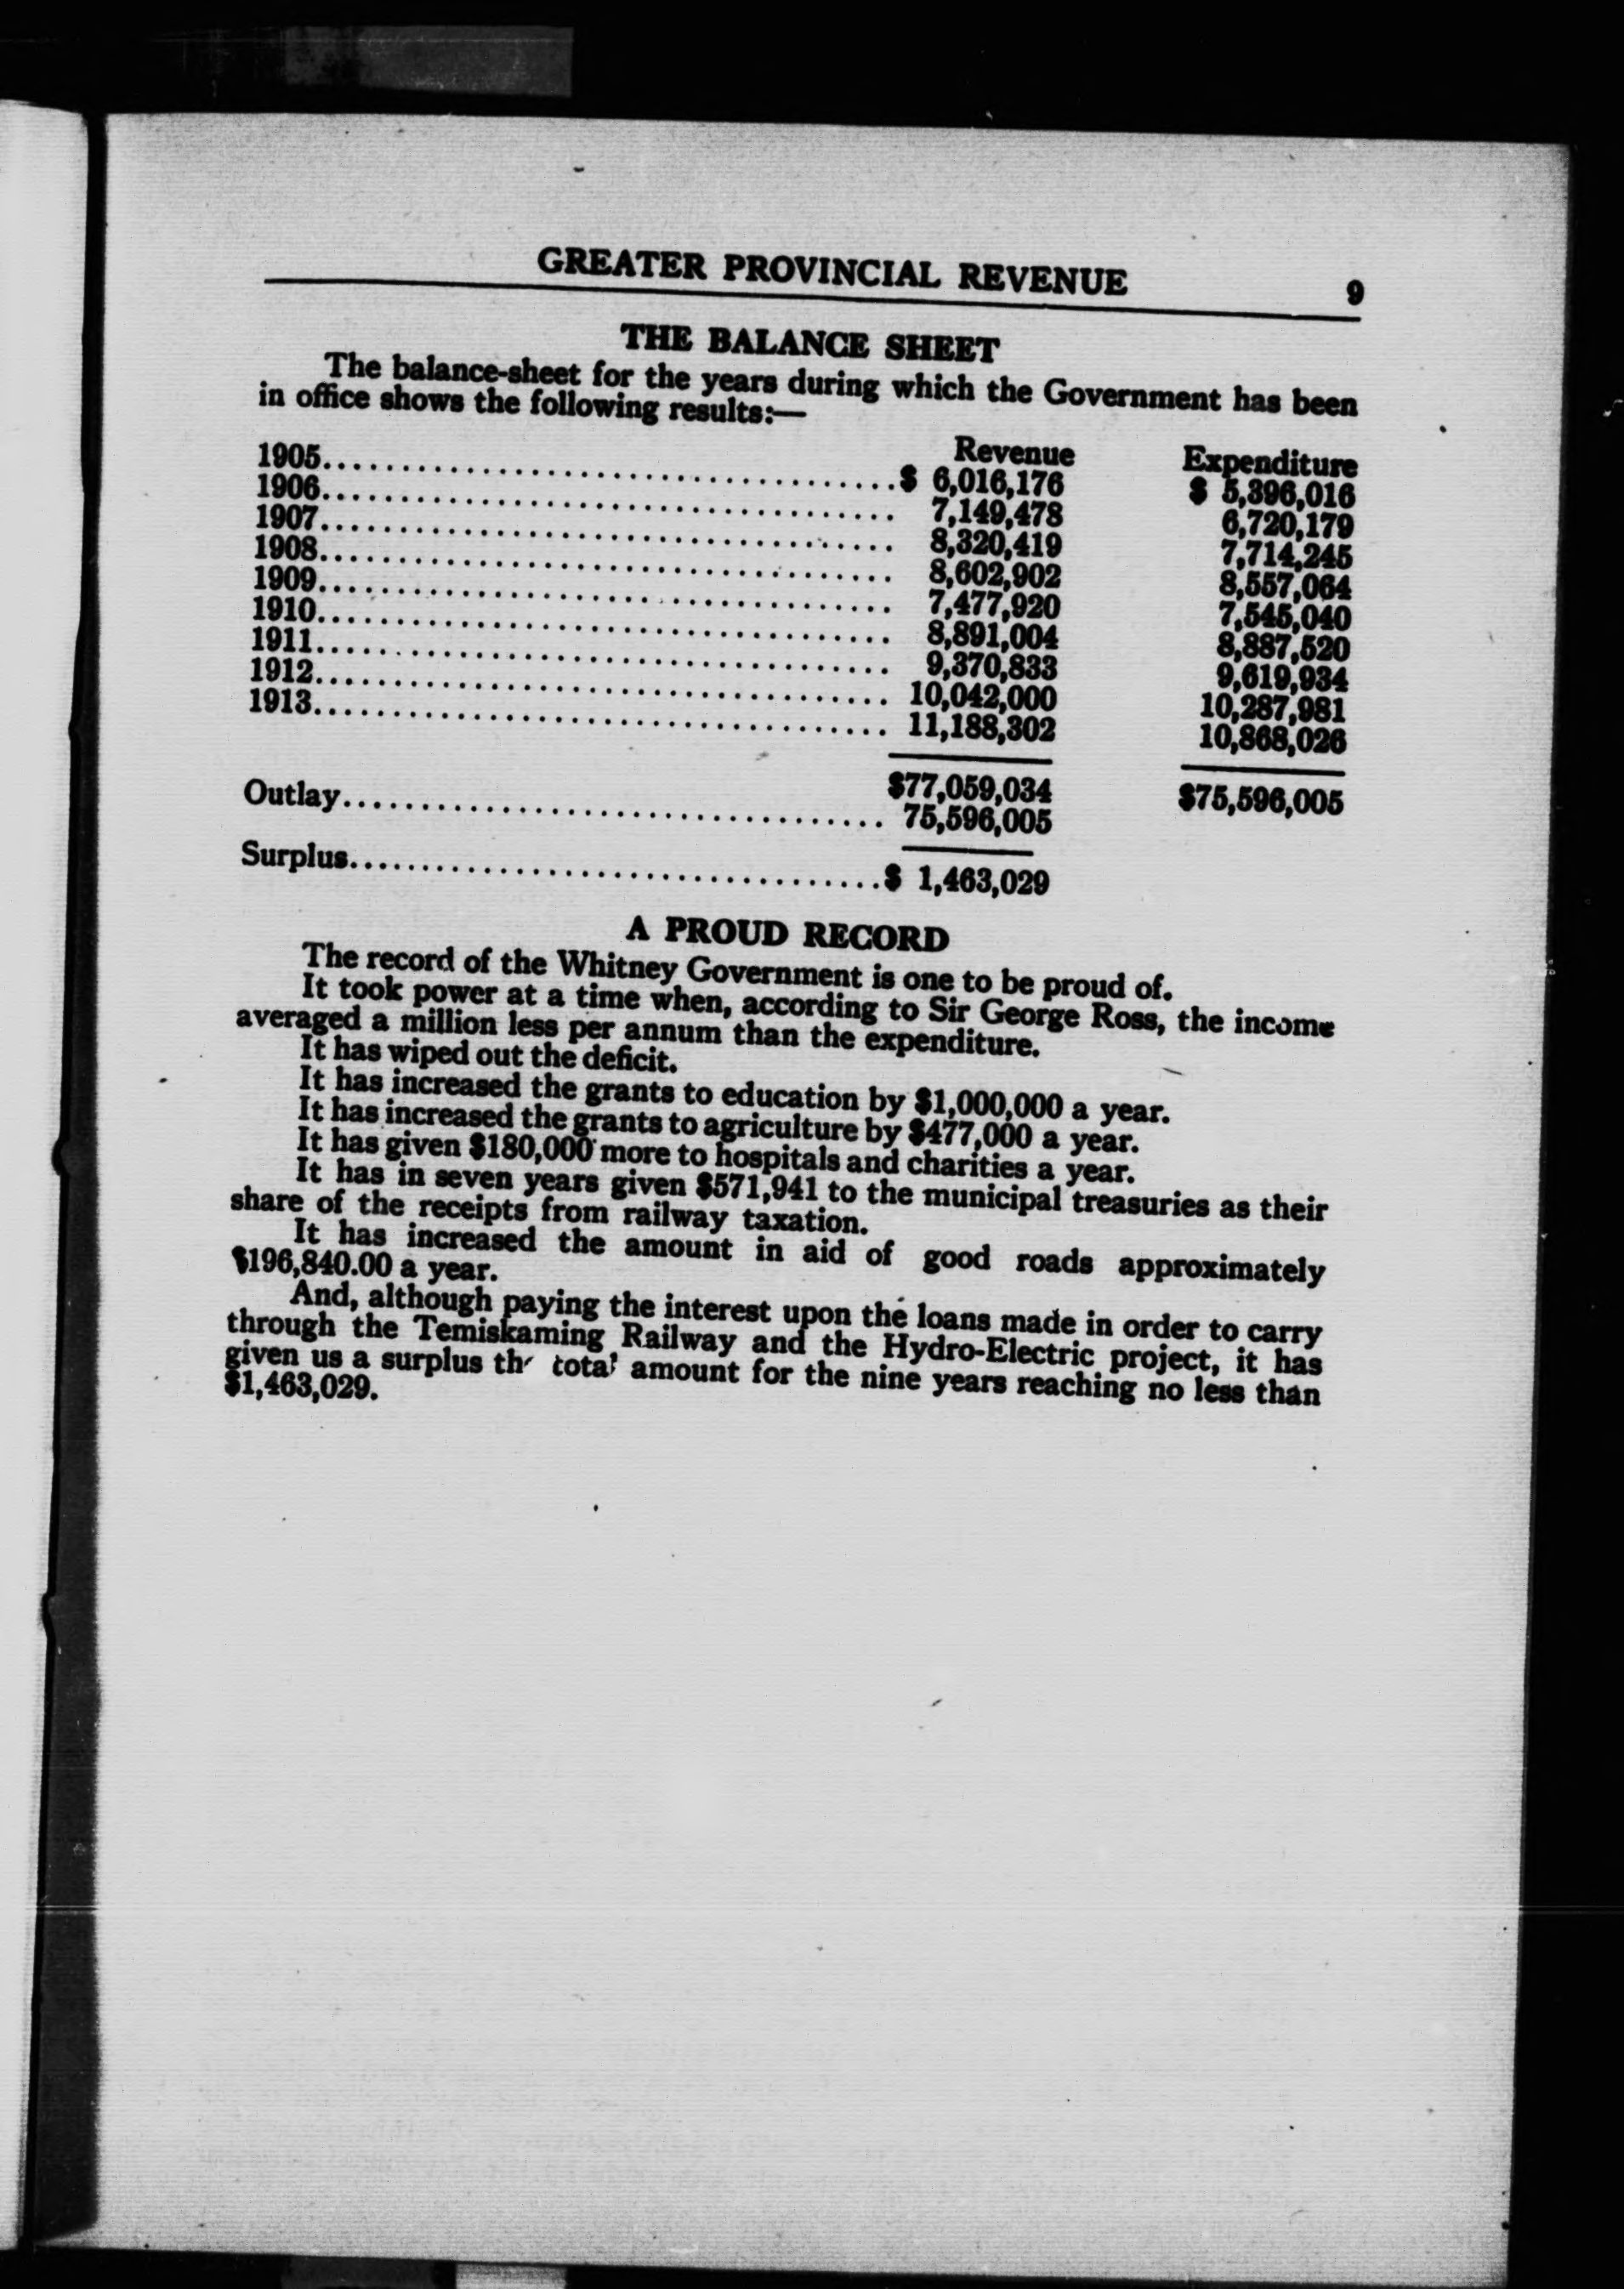 GREATER PROVINCIAL REVENUE 9
THE BALANCE SHEET
The balance-sheet for the years during which the Government has been
in office shows the following results:—
Revenue Expenditure
1905........................................$ 6,016,176 $ 5,396,016
1906........................................ 7,149,478 6,720,179
1907........................................ 8,320,419 7,714,245
1908........................................ 8,602,902 8,557,064
1909........................................ 7,477,920 7,545,040
1910........................................ 8,891,004 8,887,520
1911........................................ 9,370,833 9,619,934
1912........................................ 10,042,000 10,287,981
1913........................................ 11,188,302 10,868,026
$77,059,034 $75,596,005
Outlay...................................... 75,596,005
Surplus.....................................$ 1,463,029
A PROUD RECORD
The record of the Whitney Government is one to be proud of.
It took power at a time when, according to Sir George Ross, the income
averaged a million less per annum than the expenditure.
It has wiped out the deficit.
It has increased the grants to education by $1,000,000 a year.
It has increased the grants to agriculture by $477,000 a year.
It has given $180,000 more to hospitals and charities a year.
It has in seven years given $571,941 to the municipal treasuries as their
share of the receipts from railway taxation.
It has increased the amount in aid of good roads approximately
$196,840.00 a year.
And, although paying the interest upon the loans made in order to carry
through the Temiskaming Railway and the Hydro-Electric project, it has
given us a surplus the total amount for the nine years reaching no less than
$1,463,029.